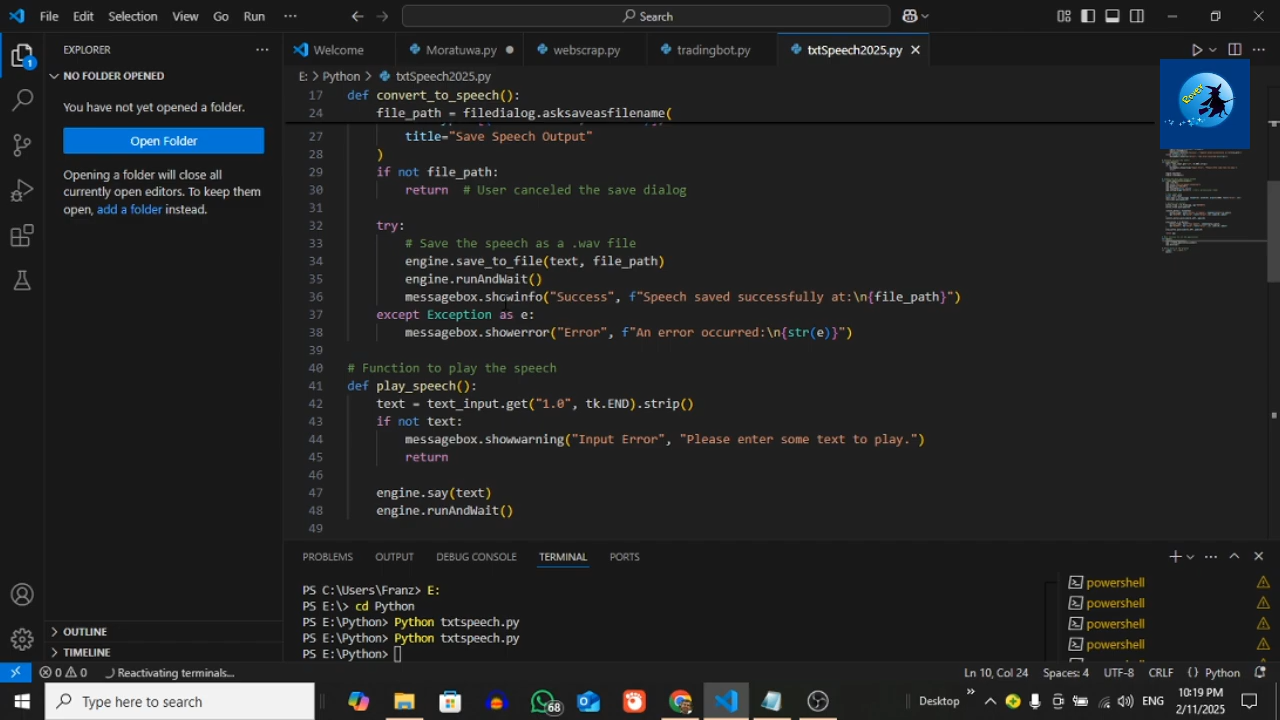 File Edit Selection View Go Run ··· Search
EXPLORER ···
Welcome Moratuwa.py webscrap.py tradingbot.py txtSpeech2025.py
NO FOLDER OPENED
You have not yet opened a folder.
Open Folder
Opening a folder will close all
currently open editors. To keep them
open, add a folder instead.
OUTLINE
TIMELINE
E: > Python > txtSpeech2025.py
17 def convert_to_speech():
24 file_path = filedialog.asksaveasfilename(
27 title="Save Speech Output"
28 )
29 if not file_path:
30 return # User canceled the save dialog
31
32 try:
33 # Save the speech as a .wav file
34 engine.save_to_file(text, file_path)
35 engine.runAndWait()
36 messagebox.showinfo("Success", f"Speech saved successfully at:\n{file_path}")
37 except Exception as e:
38 messagebox.showerror("Error", f"An error occurred:\n{str(e)}")
39
40 # Function to play the speech
41 def play_speech():
42 text = text_input.get("1.0", tk.END).strip()
43 if not text:
44 messagebox.showwarning("Input Error", "Please enter some text to play.")
45 return
46
47 engine.say(text)
48 engine.runAndWait()
49
PROBLEMS OUTPUT DEBUG CONSOLE TERMINAL PORTS
PS C:\Users\Franz> E:
PS E:\> cd Python
PS E:\Python> Python txtspeech.py
PS E:\Python> Python txtspeech.py
PS E:\Python>
powershell
powershell
powershell
powershell
0 0 Reactivating terminals... Ln 10, Col 24 Spaces: 4 UTF-8 CRLF {} Python
Type here to search 68 Desktop ENG 10:19 PM
2/11/2025